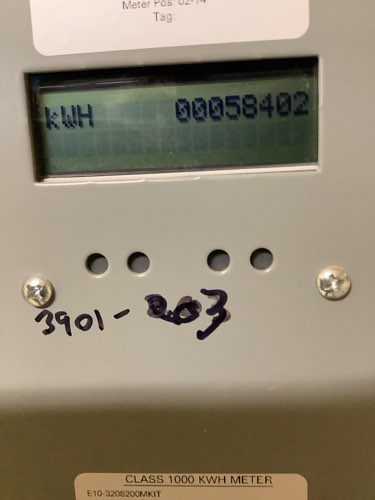 Meter Pos: 02-14
Tag:
kWH 00058402
3901-203
CLASS 1000 KWH METER
E10-3208200MKIT